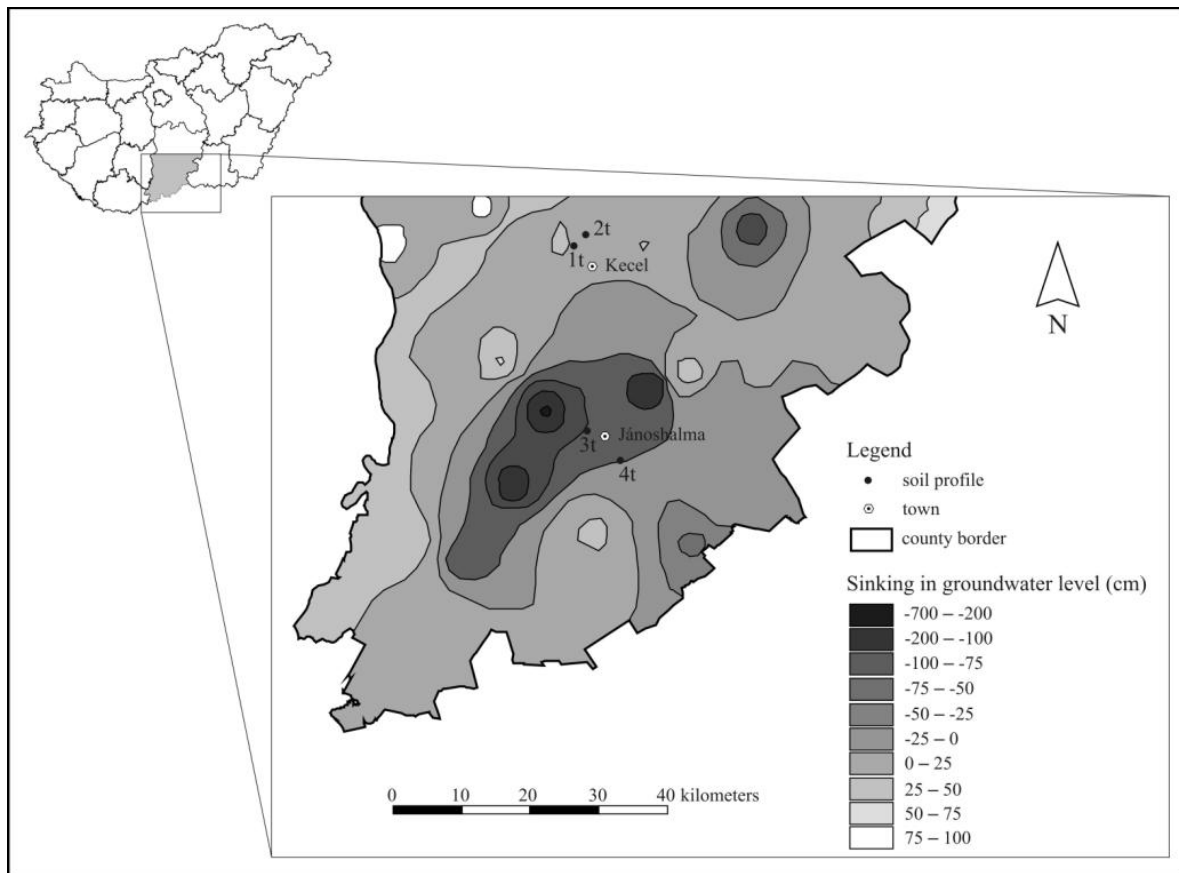 2t
1t
Kecel
N
Jánoshalma
3t
4t
Legend
soil profile
town
county border
Sinking in groundwater level (cm)
-700 – -200
-200 – -100
-100 – -75
-75 – -50
-50 – -25
-25 – 0
0 – 25
25 – 50
50 – 75
75 – 100
0 10 20 30 40 kilometers